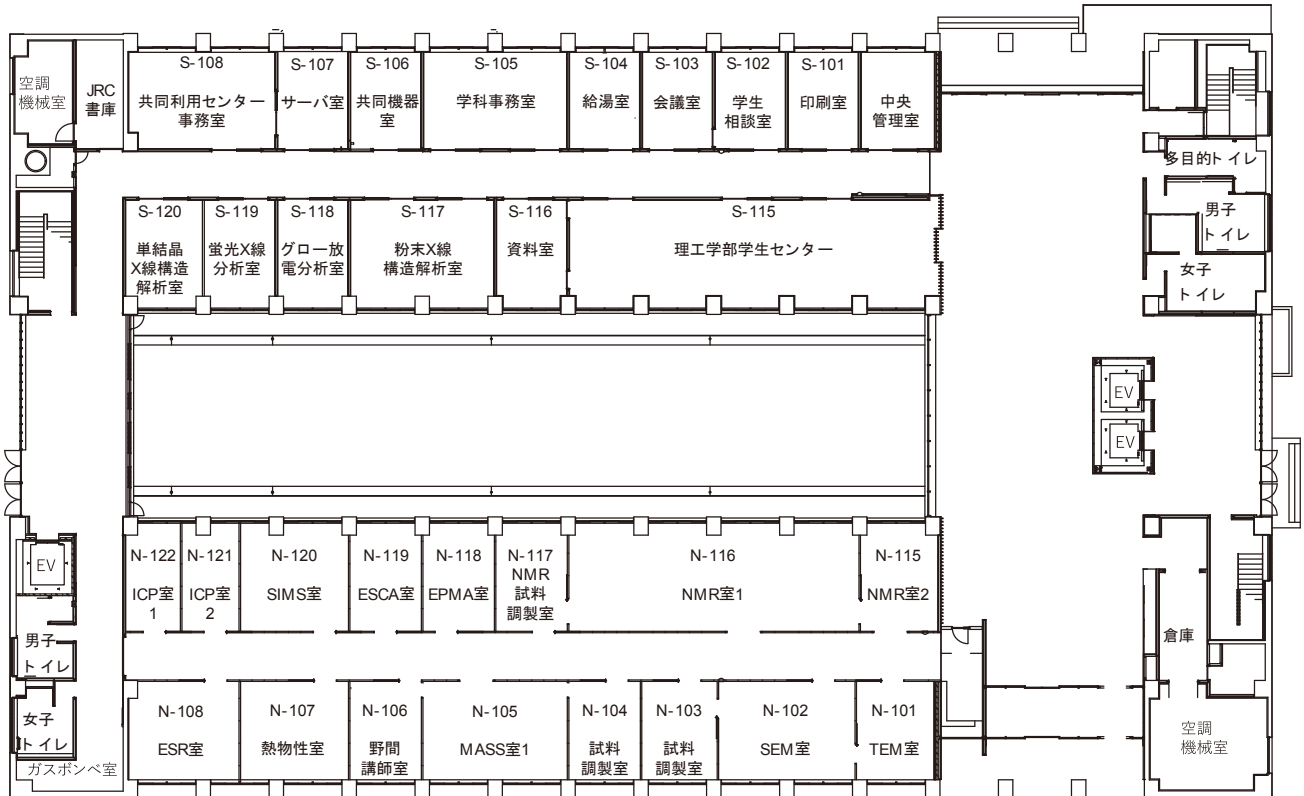 空調
機械室
JRC
書庫
S-108
共同利用センター
事務室
S-107
サーバ室
S-106
共同機器
室
S-105
学科事務室
S-104
給湯室
S-103
会議室
S-102
学生
相談室
S-101
印刷室
中央
管理室
多目的トイレ
男子
トイレ
女子
トイレ
S-120
単結晶
X線構造
解析室
S-119
蛍光X線
分析室
S-118
グロー放
電分析室
S-117
粉末X線
構造解析室
S-116
資料室
S-115
理工学部学生センター
EV
EV
EV
N-122
ICP室
1
N-121
ICP室
2
N-120
SIMS室
N-119
ESCA室
N-118
EPMA室
N-117
NMR
試料
調製室
N-116
NMR室1
N-115
NMR室2
倉庫
男子
トイレ
女子
トイレ
ガスボンベ室
N-108
ESR室
N-107
熱物性室
N-106
野間
講師室
N-105
MASS室1
N-104
試料
調製室
N-103
試料
調製室
N-102
SEM室
N-101
TEM室
空調
機械室